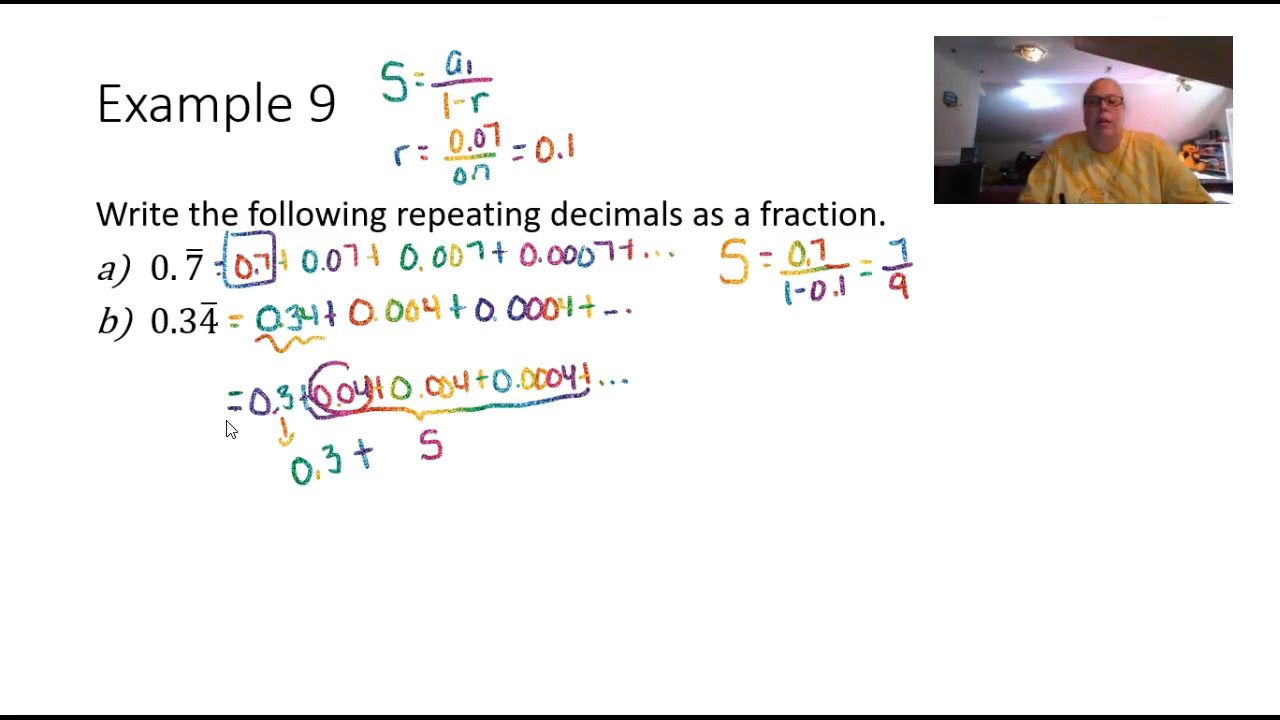 Example 9
S = a₁ / (1 - r)
r = 0.07 / 0.7 = 0.1
Write the following repeating decimals as a fraction.
a) 0.7̅ = 0.7 + 0.07 + 0.007 + 0.0007 + ...
S = 0.7 / (1 - 0.1) = 7/9
b) 0.34̅ = 0.34 + 0.004 + 0.0004 + ...
= 0.3 + 0.04 + 0.004 + 0.0004 + ...
0.3 + S